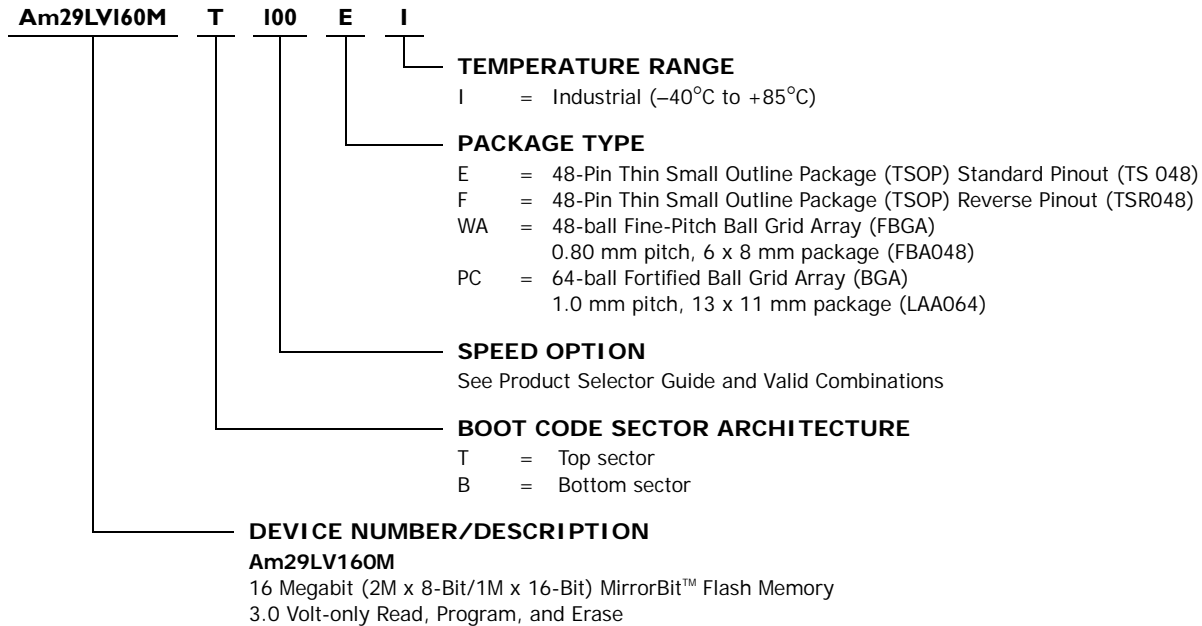 Am29LV160M T 100 E I
TEMPERATURE RANGE
I = Industrial (–40°C to +85°C)
PACKAGE TYPE
E = 48-Pin Thin Small Outline Package (TSOP) Standard Pinout (TS 048)
F = 48-Pin Thin Small Outline Package (TSOP) Reverse Pinout (TSR048)
WA = 48-ball Fine-Pitch Ball Grid Array (FBGA)
0.80 mm pitch, 6 x 8 mm package (FBA048)
PC = 64-ball Fortified Ball Grid Array (BGA)
1.0 mm pitch, 13 x 11 mm package (LAA064)
SPEED OPTION
See Product Selector Guide and Valid Combinations
BOOT CODE SECTOR ARCHITECTURE
T = Top sector
B = Bottom sector
DEVICE NUMBER/DESCRIPTION
Am29LV160M
16 Megabit (2M x 8-Bit/1M x 16-Bit) MirrorBit™ Flash Memory
3.0 Volt-only Read, Program, and Erase